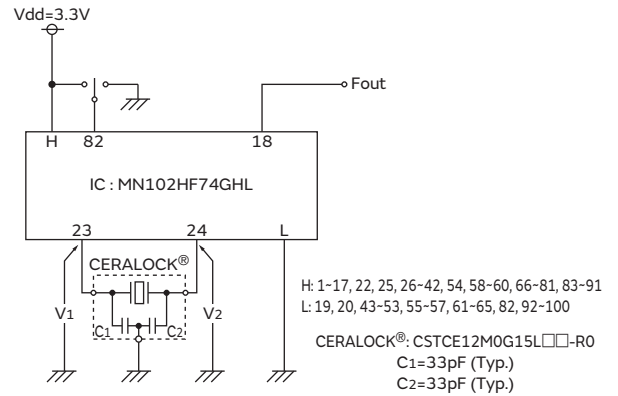 Vdd=3.3V
Fout
H 82 18
IC : MN102HF74GHL
23 24 L
CERALOCK®
V1 C1 C2 V2
H: 1~17, 22, 25, 26~42, 54, 58~60, 66~81, 83~91
L: 19, 20, 43~53, 55~57, 61~65, 82, 92~100
CERALOCK®: CSTCE12M0G15L□□-R0
C1=33pF (Typ.)
C2=33pF (Typ.)